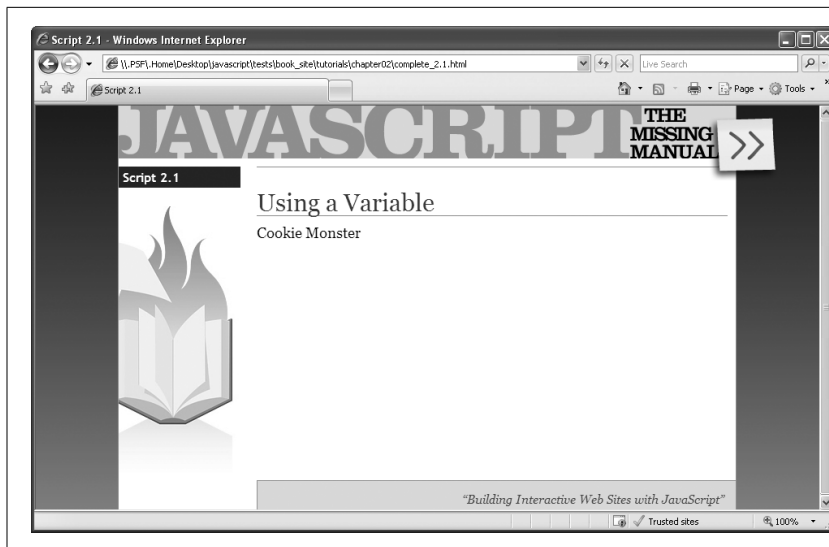 Script 2.1 - Windows Internet Explorer
\\.PSF\.Home\Desktop\javascript\tests\book_site\tutorials\chapter02\complete_2.1.html
Live Search
Script 2.1
Page
Tools
JAVASCRIPT
THE
MISSING
MANUAL
Script 2.1
Using a Variable
Cookie Monster
“Building Interactive Web Sites with JavaScript”
Trusted sites
100%